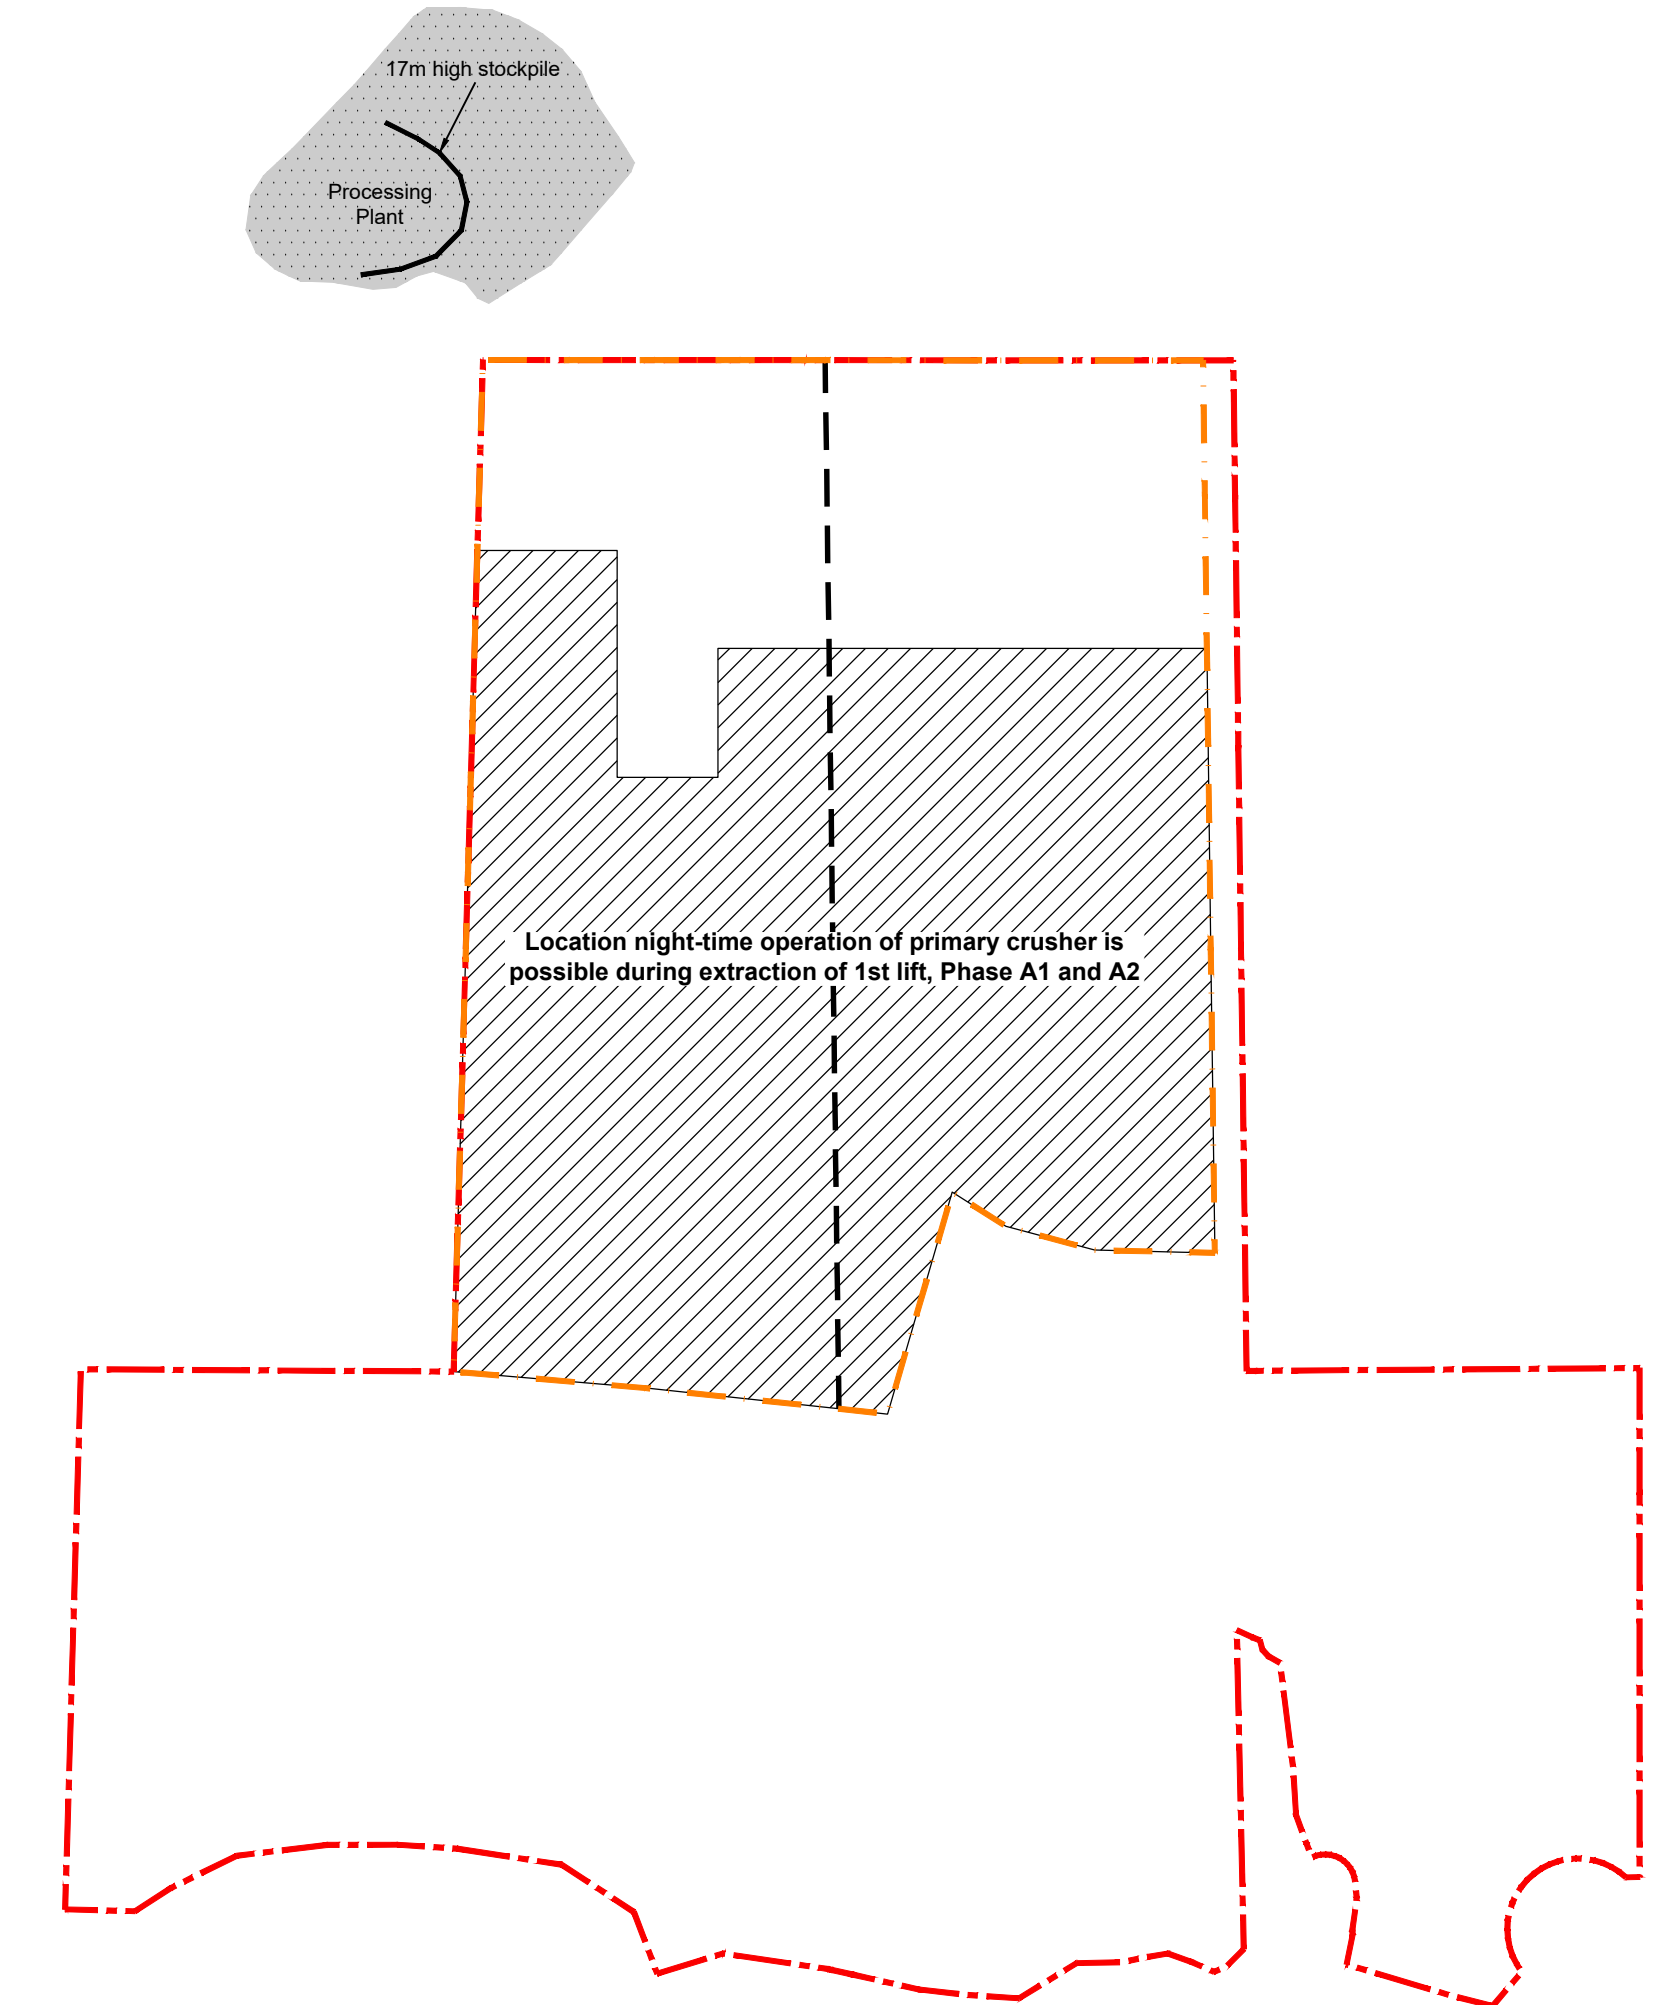 17m high stockpile
Processing
Plant
Location night-time operation of primary crusher is
possible during extraction of 1st lift, Phase A1 and A2